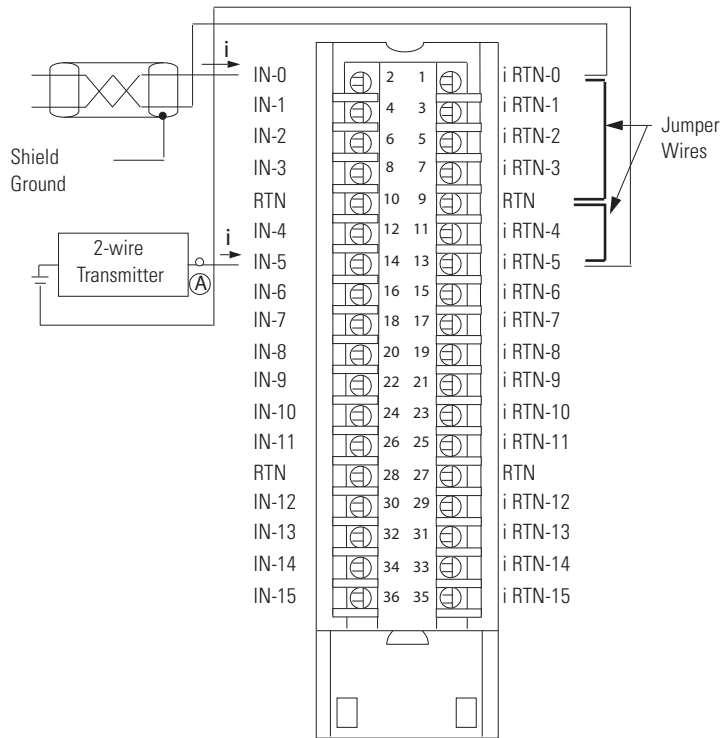 i
IN-0 2 1 i RTN-0
IN-1 4 3 i RTN-1
IN-2 6 5 i RTN-2
Jumper
Wires
Shield
Ground
IN-3 8 7 i RTN-3
RTN 10 9 RTN
IN-4 12 11 i RTN-4
2-wire
Transmitter
i
A
IN-5 14 13 i RTN-5
IN-6 16 15 i RTN-6
IN-7 18 17 i RTN-7
IN-8 20 19 i RTN-8
IN-9 22 21 i RTN-9
IN-10 24 23 i RTN-10
IN-11 26 25 i RTN-11
RTN 28 27 RTN
IN-12 30 29 i RTN-12
IN-13 32 31 i RTN-13
IN-14 34 33 i RTN-14
IN-15 36 35 i RTN-15